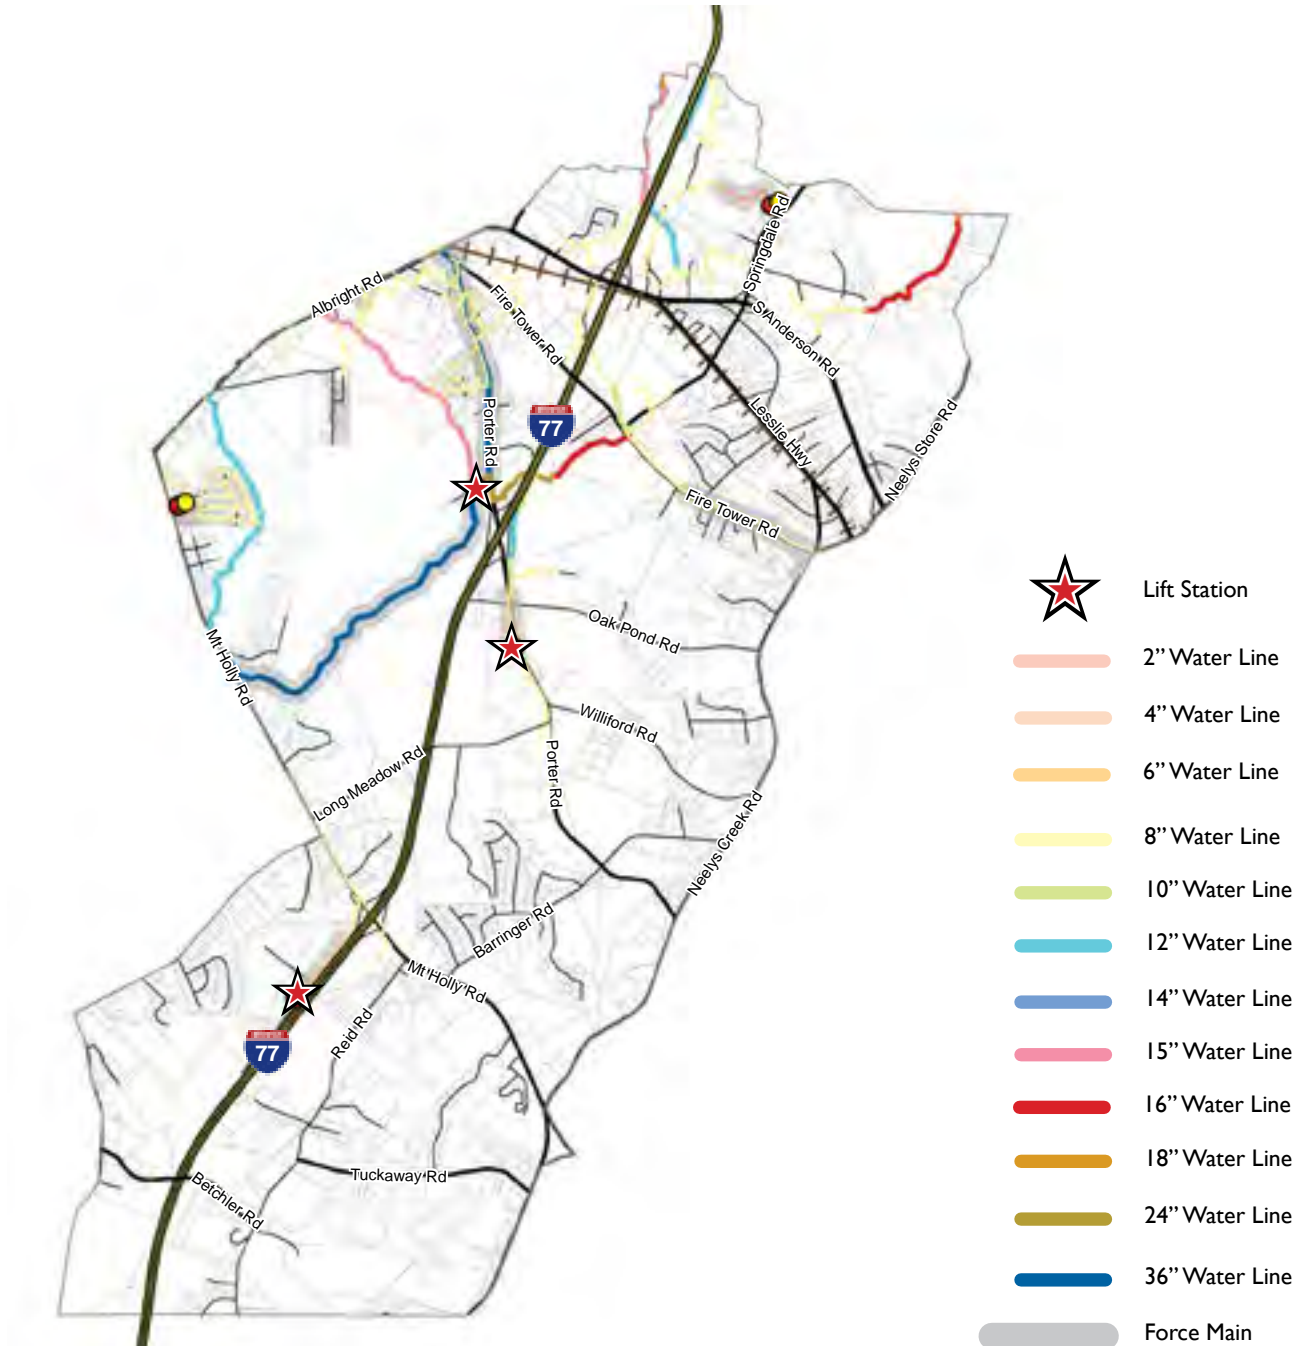 Albright Rd
Springdale Rd
Fire Tower Rd
S Anderson Rd
Porter Rd
77
Lesslie Hwy
Neelys Store Rd
Fire Tower Rd
Oak Pond Rd
Mt Holly Rd
Williford Rd
Long Meadow Rd
Porter Rd
Neelys Creek Rd
Barringer Rd
Mt Holly Rd
Reid Rd
77
Tuckaway Rd
Betchler Rd
Lift Station
2” Water Line
4” Water Line
6” Water Line
8” Water Line
10” Water Line
12” Water Line
14” Water Line
15” Water Line
16” Water Line
18” Water Line
24” Water Line
36” Water Line
Force Main